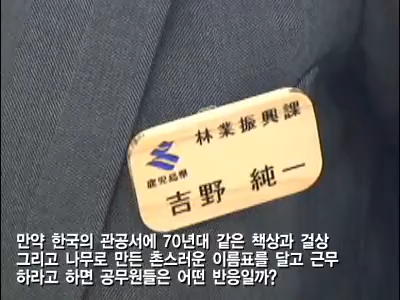 林業振興課
鹿児島県
吉野 純一
만약 한국의 관공서에 70년대 같은 책상과 걸상
그리고 나무로 만든 촌스러운 이름표를 달고 근무
하라고 하면 공무원들은 어떤 반응일까?